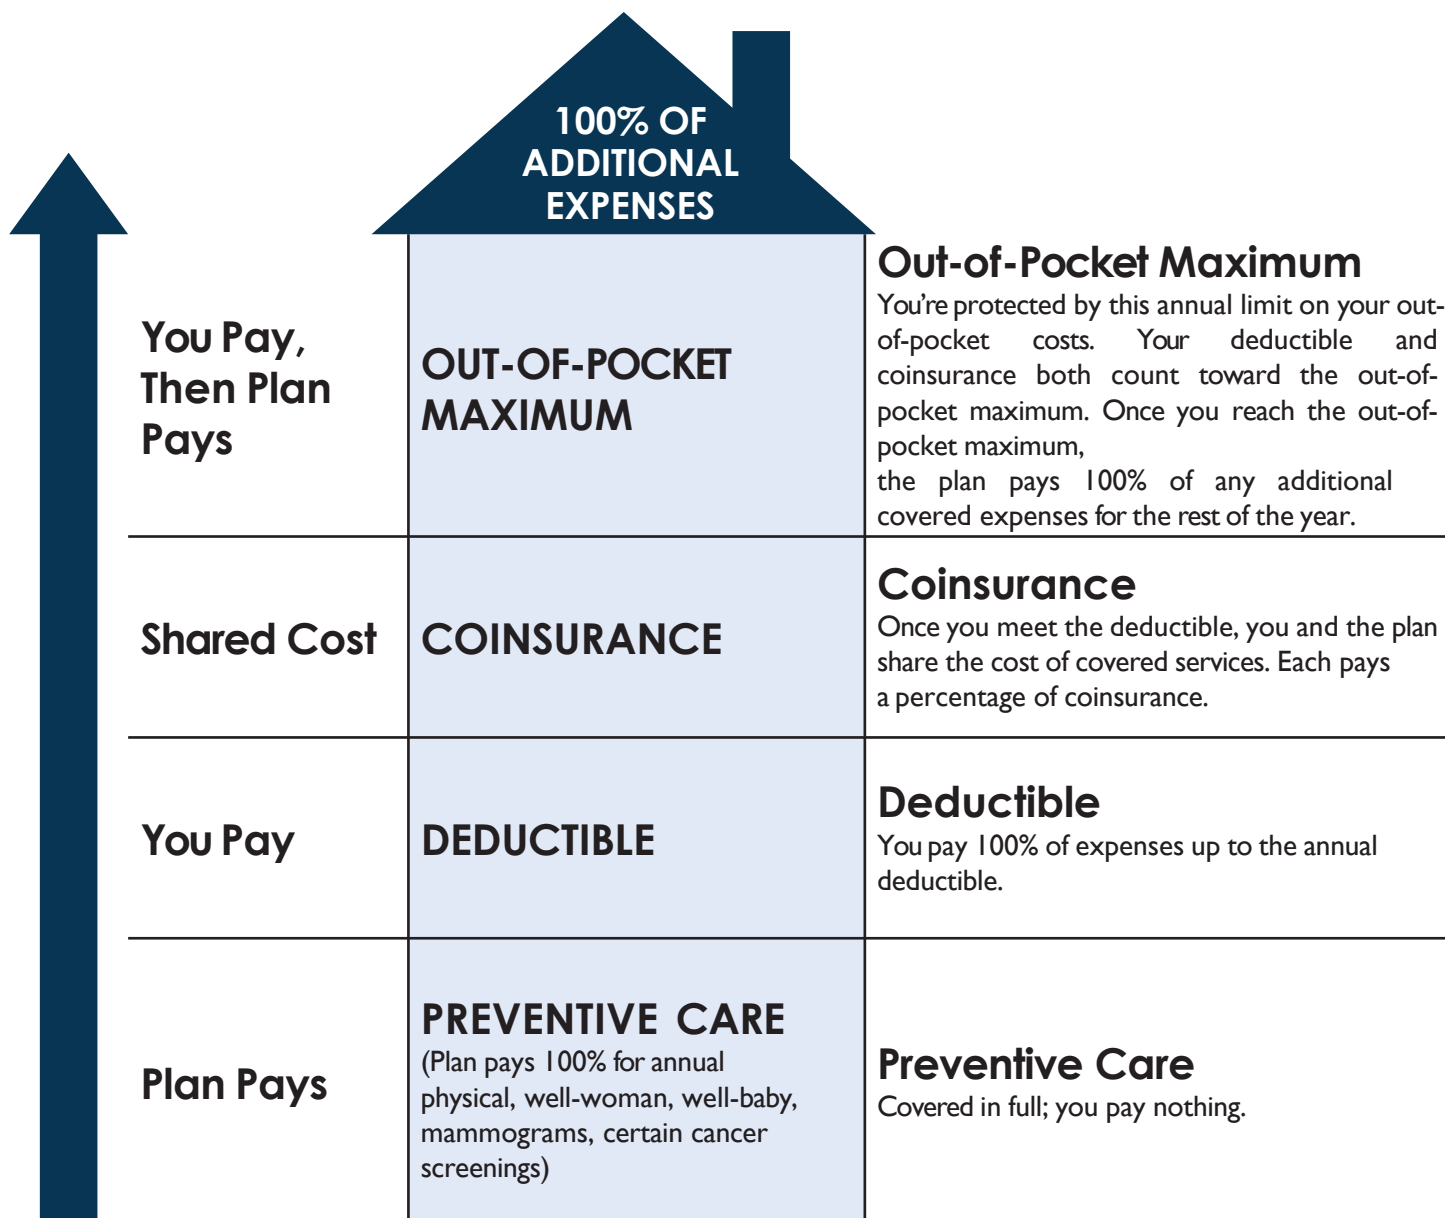 100% OF
ADDITIONAL
EXPENSES
You Pay,
Then Plan
Pays
OUT-OF-POCKET
MAXIMUM
Out-of-Pocket Maximum
You’re protected by this annual limit on your out-
of-pocket costs. Your deductible and
coinsurance both count toward the out-of-
pocket maximum. Once you reach the out-of-
pocket maximum,
the plan pays 100% of any additional
covered expenses for the rest of the year.
Shared Cost
COINSURANCE
Coinsurance
Once you meet the deductible, you and the plan
share the cost of covered services. Each pays
a percentage of coinsurance.
You Pay
DEDUCTIBLE
Deductible
You pay 100% of expenses up to the annual
deductible.
Plan Pays
PREVENTIVE CARE
(Plan pays 100% for annual
physical, well-woman, well-baby,
mammograms, certain cancer
screenings)
Preventive Care
Covered in full; you pay nothing.